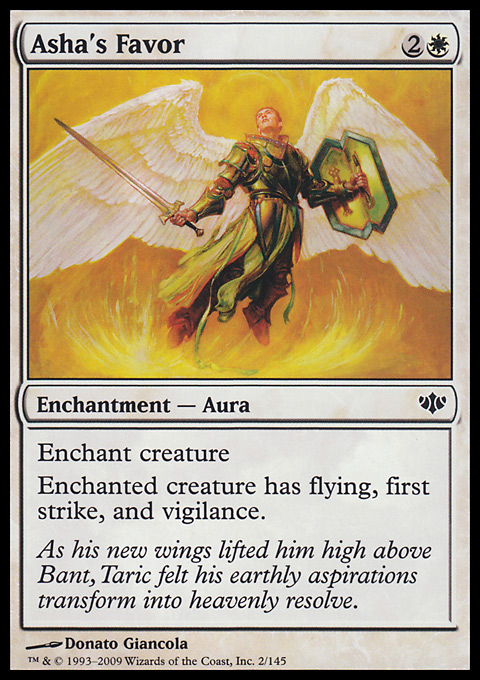 Asha's Favor 2
Enchantment — Aura
Enchant creature
Enchanted creature has flying, first
strike, and vigilance.
As his new wings lifted him high above
Bant, Taric felt his earthly aspirations
transform into heavenly resolve.
Donato Giancola
™ & © 1993–2009 Wizards of the Coast, Inc. 2/145